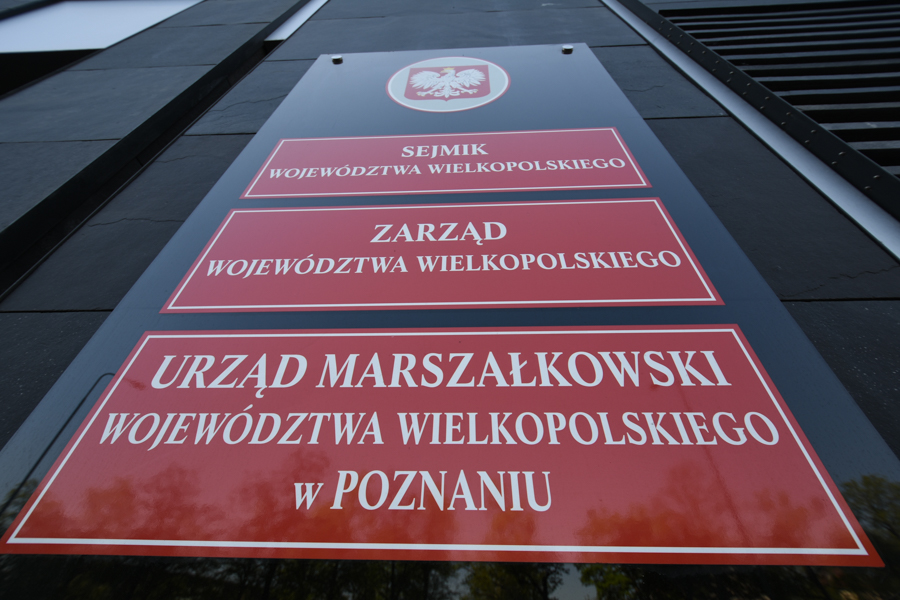 SEJMIK
WOJEWÓDZTWA WIELKOPOLSKIEGO
ZARZĄD
WOJEWÓDZTWA WIELKOPOLSKIEGO
URZĄD MARSZAŁKOWSKI
WOJEWÓDZTWA WIELKOPOLSKIEGO
w POZNANIU